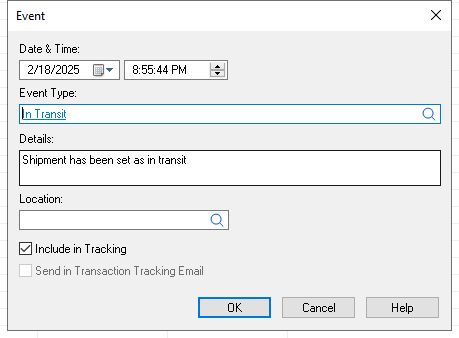 Event
Date & Time:
2/18/2025 8:55:44 PM
Event Type:
In Transit
Details:
Shipment has been set as in transit
Location:
Include in Tracking
Send in Transaction Tracking Email
OK Cancel Help